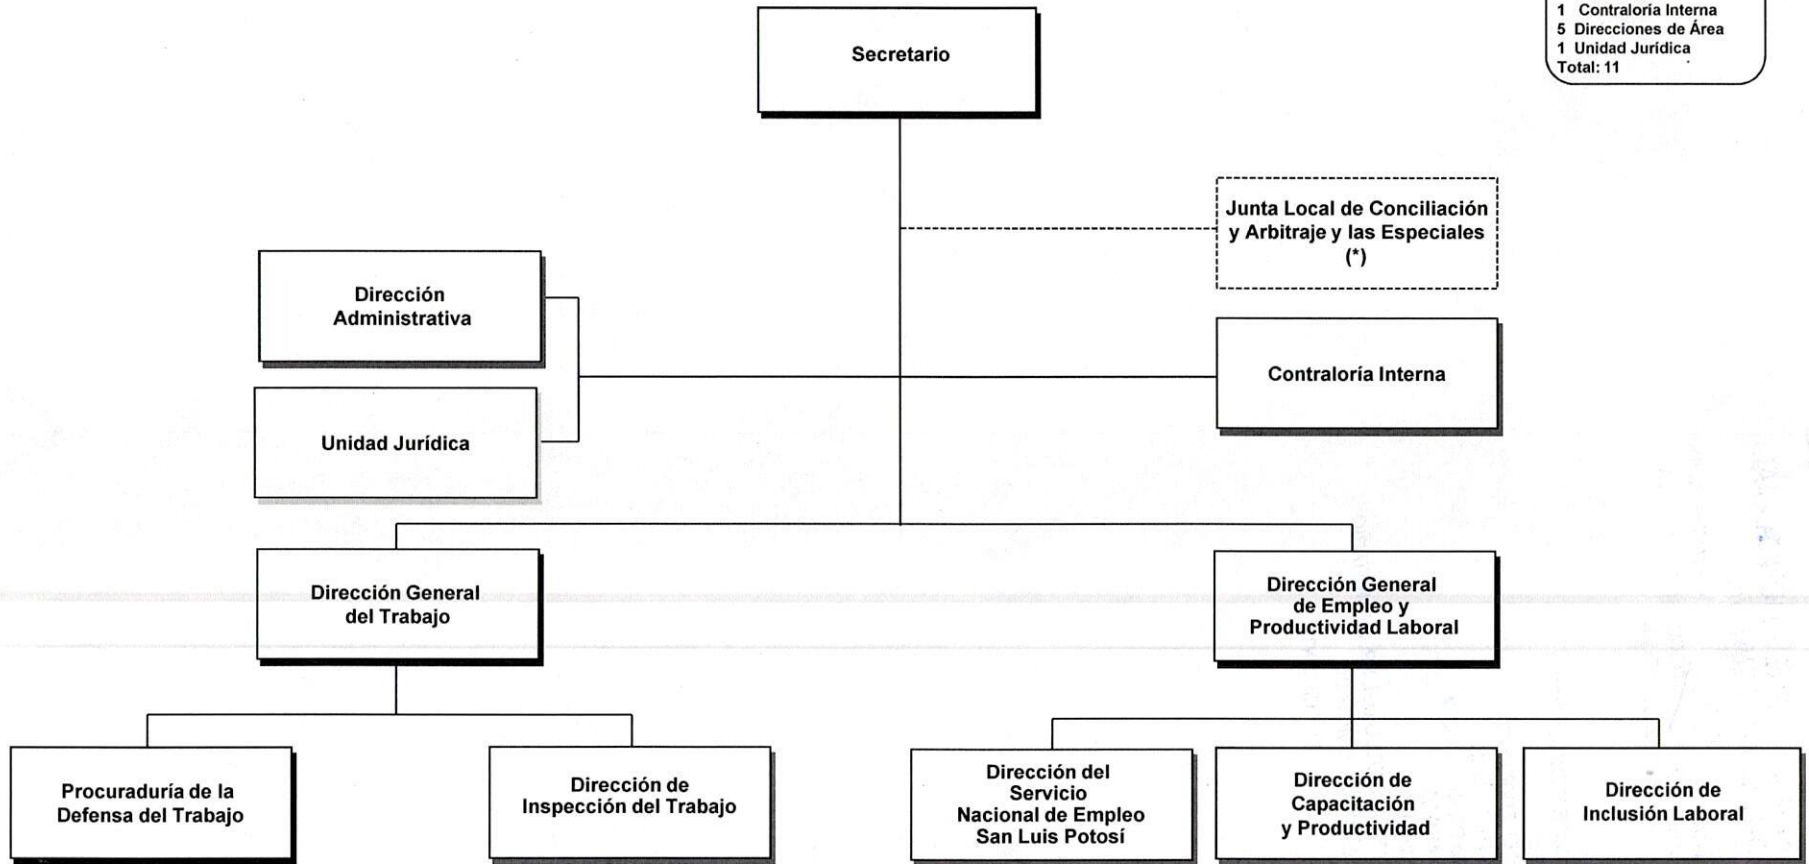 1 Contraloría Interna
5 Direcciones de Área
1 Unidad Jurídica
Total: 11
Secretario
Junta Local de Conciliación
y Arbitraje y las Especiales
(*)
Dirección
Administrativa
Contraloría Interna
Unidad Jurídica
Dirección General
del Trabajo
Dirección General
de Empleo y
Productividad Laboral
Procuraduría de la
Defensa del Trabajo
Dirección de
Inspección del Trabajo
Dirección del
Servicio
Nacional de Empleo
San Luis Potosí
Dirección de
Capacitación
y Productividad
Dirección de
Inclusión Laboral